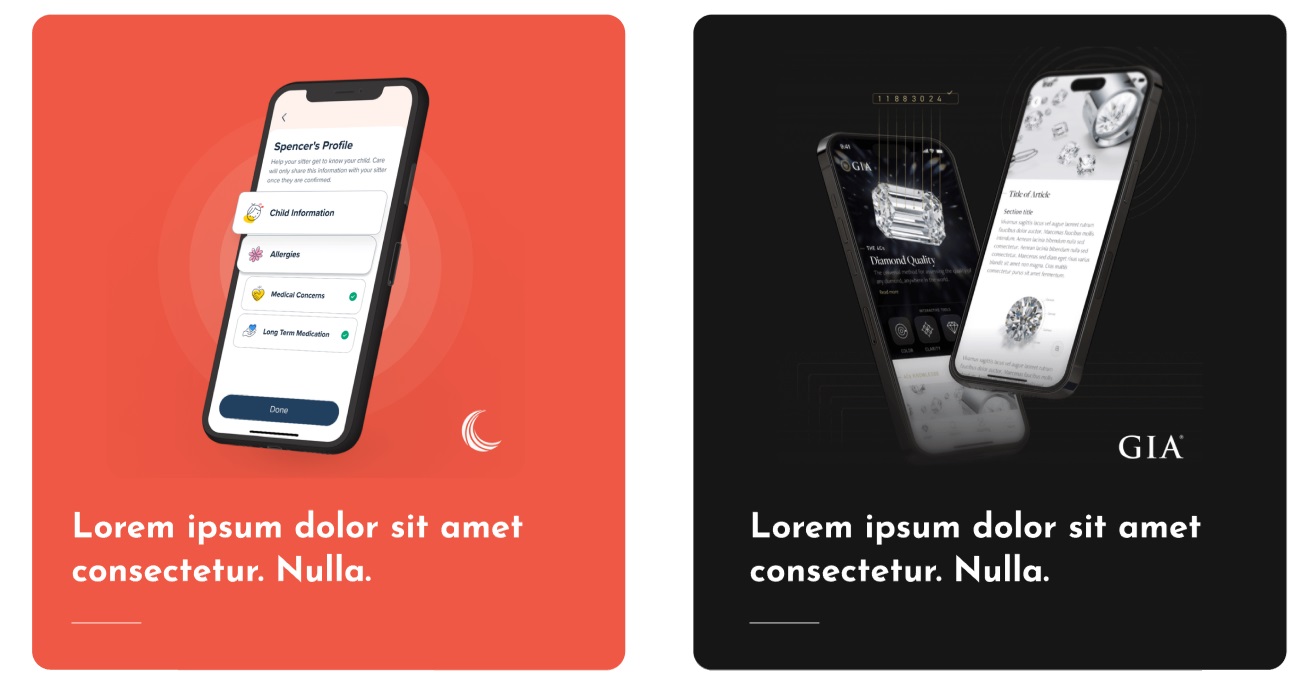 Spencer's Profile
Help your sitter get to know your child. Care
will only share this information with your sitter
once they are confirmed.
Child Information
Allergies
Medical Concerns
Long Term Medication
Done
Lorem ipsum dolor sit amet
consectetur. Nulla.
11883024
9:41
GIA
THE 4Cs
Diamond Quality
Read more
COLOR
CLARITY
Title of Article
Section title
GIA
Lorem ipsum dolor sit amet
consectetur. Nulla.